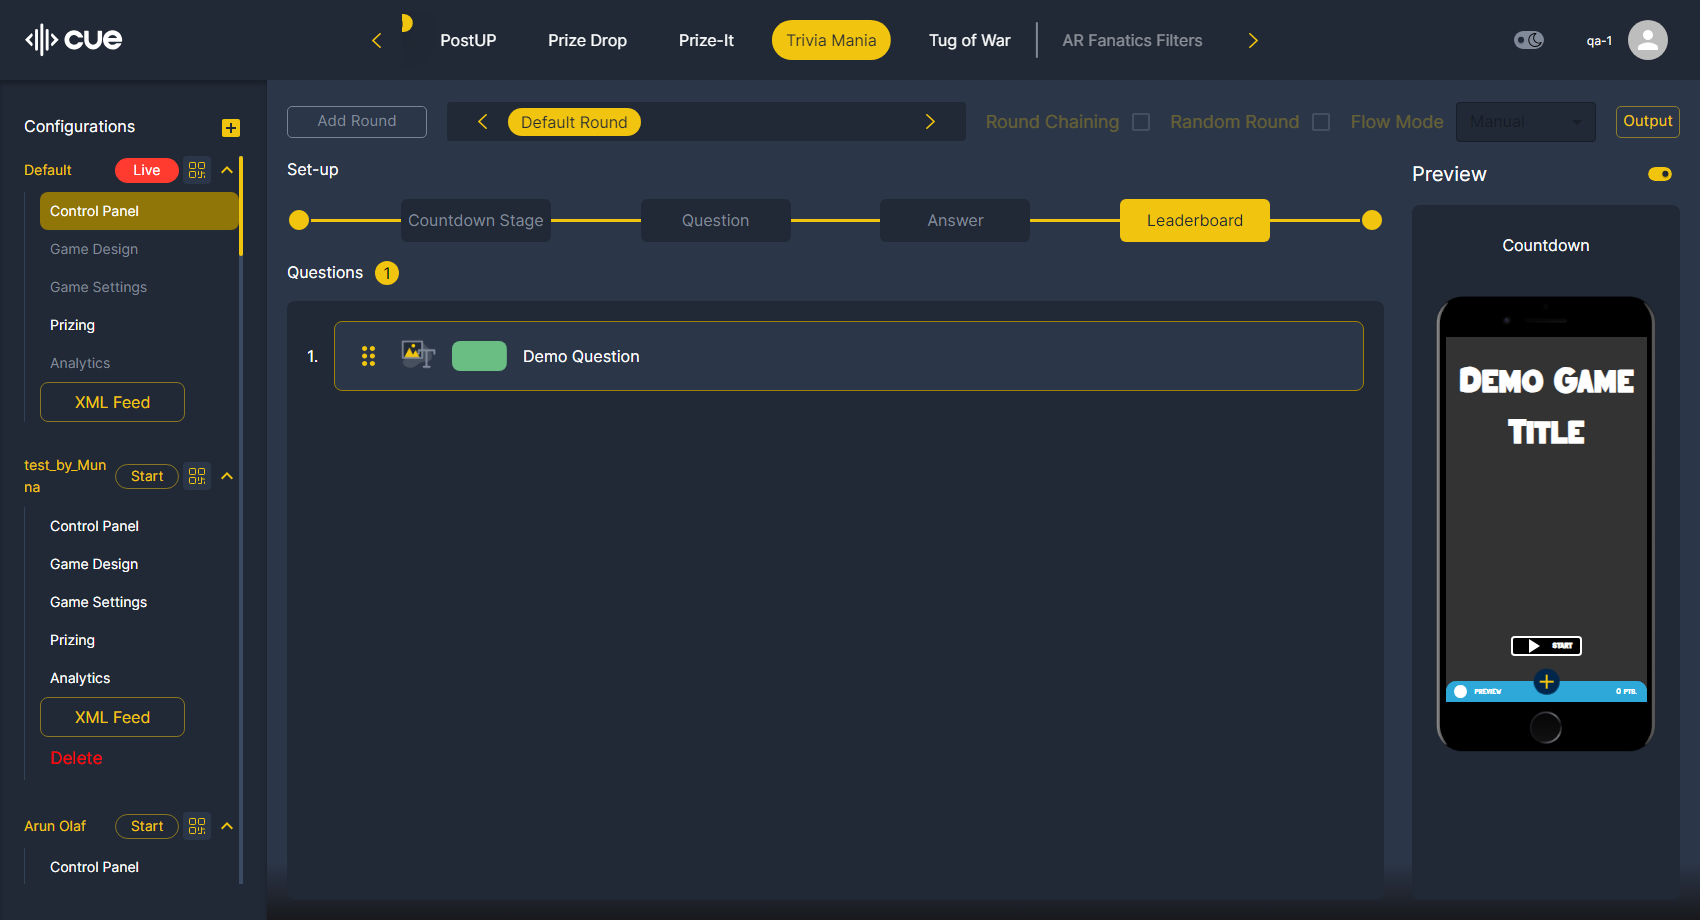 cue
PostUP
Prize Drop
Prize-It
Trivia Mania
Tug of War
AR Fanatics Filters
qa-1
Configurations
Default
Live
Control Panel
Game Design
Game Settings
Prizing
Analytics
XML Feed
test_by_Mun
na
Start
Control Panel
Game Design
Game Settings
Prizing
Analytics
XML Feed
Delete
Arun Olaf
Start
Control Panel
Add Round
Default Round
Round Chaining
Random Round
Flow Mode
Manual
Output
Set-up
Countdown Stage
Question
Answer
Leaderboard
Questions 1
1.
Demo Question
Preview
Countdown
Demo Game
Title
START
PREVIEW
0 PTS.